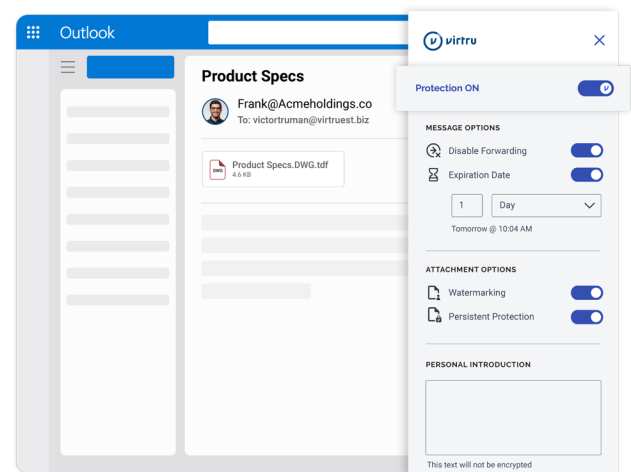 Outlook
Product Specs
Frank@Acmeholdings.co
To: victortruman@virtruest.biz
DWG
Product Specs.DWG.tdf
4.6 KB
virtru
Protection ON
MESSAGE OPTIONS
Disable Forwarding
Expiration Date
1 Day
Tomorrow @ 10:04 AM
ATTACHMENT OPTIONS
Watermarking
Persistent Protection
PERSONAL INTRODUCTION
This text will not be encrypted